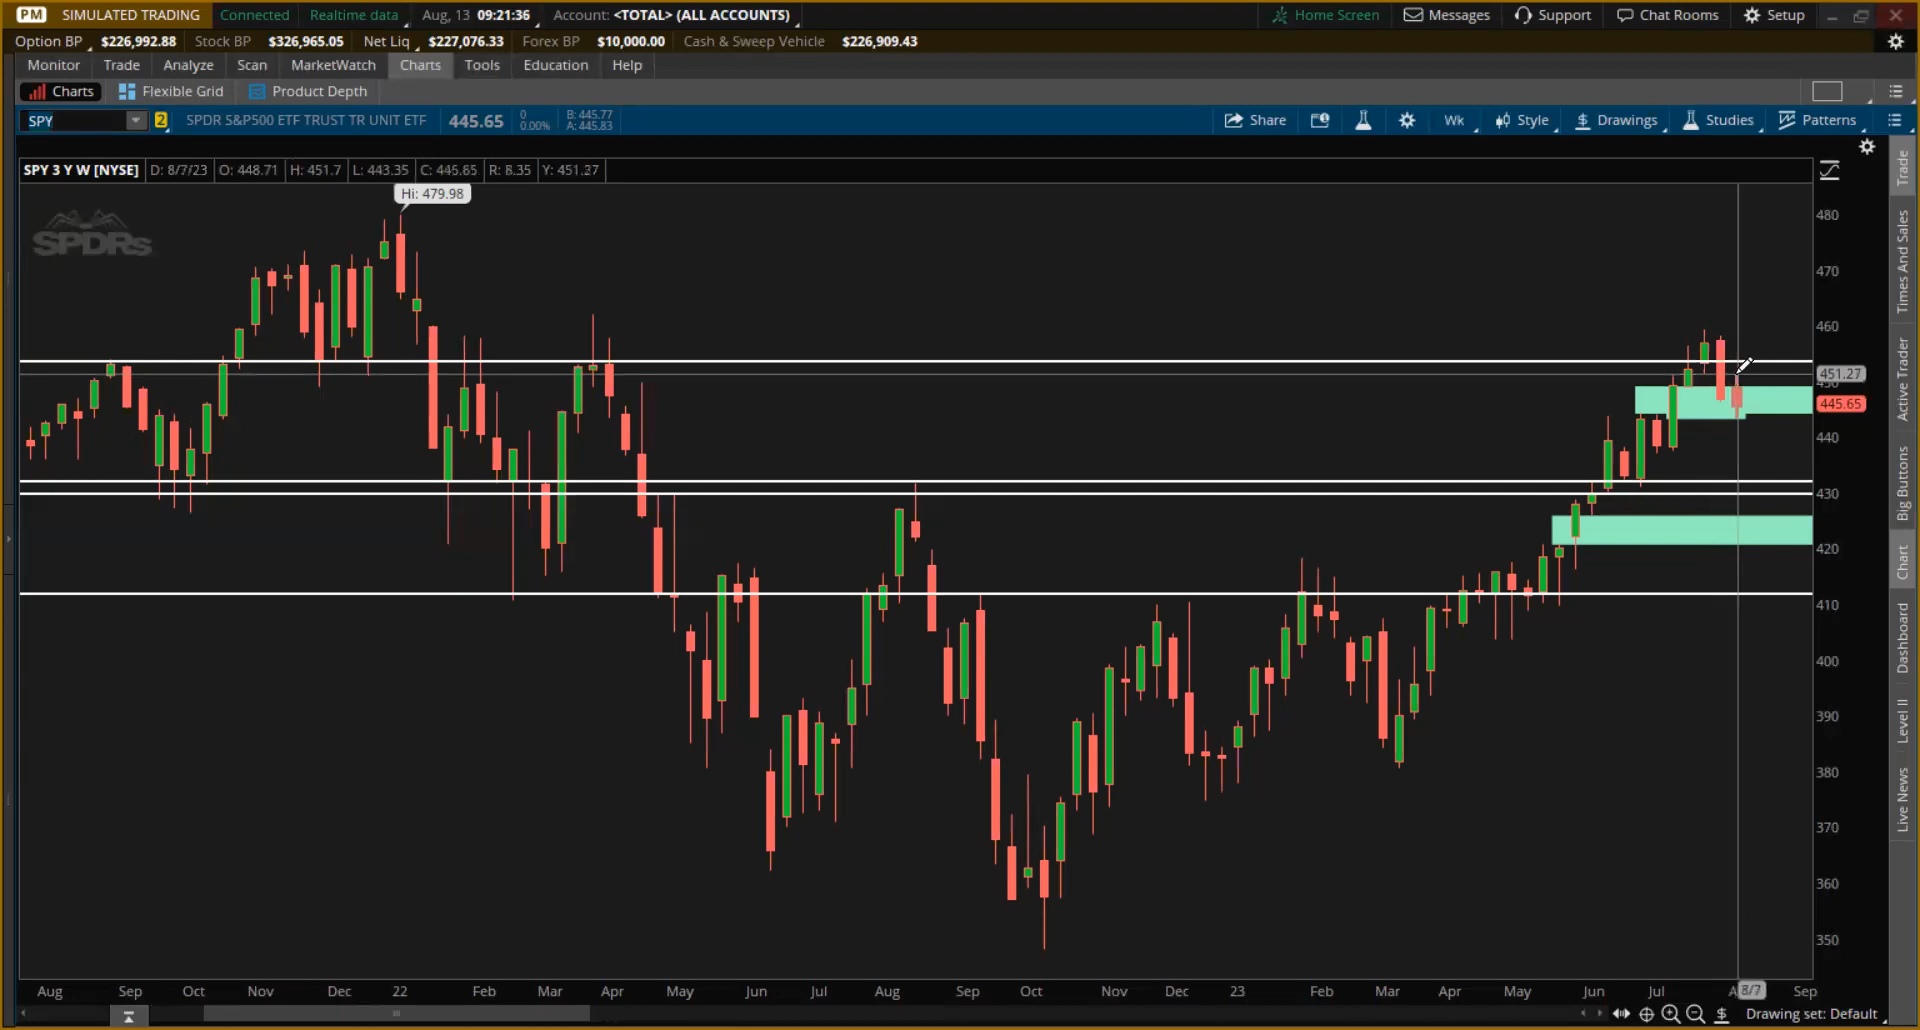 PM SIMULATED TRADING Connected Realtime data Aug, 13 09:21:36 Account: <TOTAL> (ALL ACCOUNTS) Home Screen Messages Support Chat Rooms Setup
Option BP $226,992.88 Stock BP $326,965.05 Net Liq $227,076.33 Forex BP $10,000.00 Cash & Sweep Vehicle $226,909.43
Monitor Trade Analyze Scan MarketWatch Charts Tools Education Help
Charts Flexible Grid Product Depth
SPY 2 SPDR S&P500 ETF TRUST TR UNIT ETF 445.65 0 B: 445.77 Share Wk Style Drawings Studies Patterns
0.00% A: 445.83
SPY 3 Y W [NYSE] D: 8/7/23 O: 448.71 H: 451.7 L: 443.35 C: 445.65 R: 8.35 Y: 451.27
Hi: 479.98
SPDRs
480
470
460
451.27
450
445.65
440
430
420
410
400
390
380
370
360
350
Trade
Times And Sales
Active Trader
Big Buttons
Chart
Dashboard
Level II
Live News
Aug Sep Oct Nov Dec 22 Feb Mar Apr May Jun Jul Aug Sep Oct Nov Dec 23 Feb Mar Apr May Jun Jul 8/7 Sep
Drawing set: Default